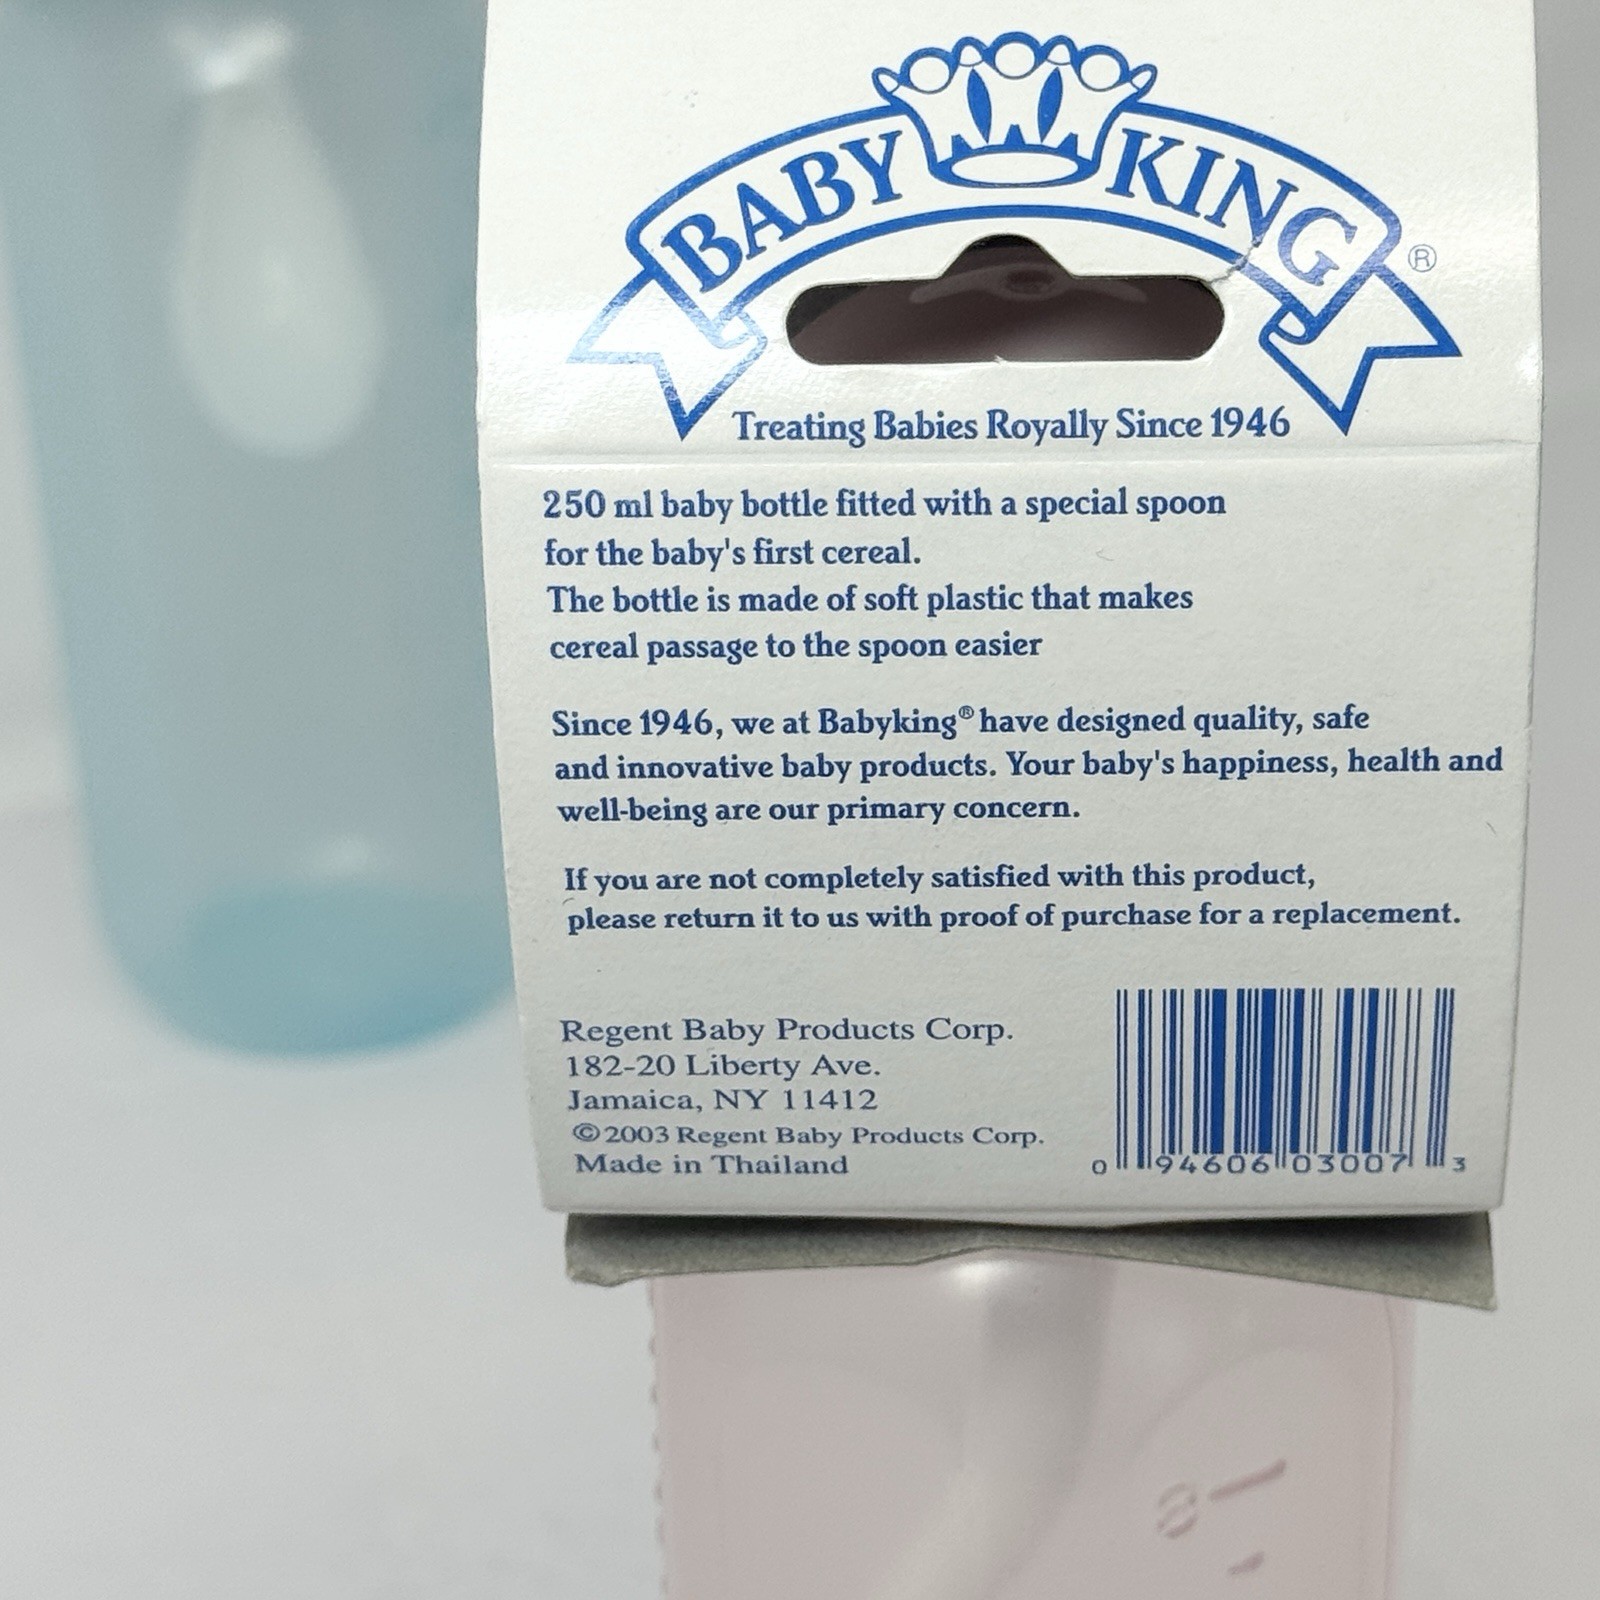 BABY KING®
Treating Babies Royally Since 1946
250 ml baby bottle fitted with a special spoon
for the baby's first cereal.
The bottle is made of soft plastic that makes
cereal passage to the spoon easier
Since 1946, we at Babyking® have designed quality, safe
and innovative baby products. Your baby's happiness, health and
well-being are our primary concern.
If you are not completely satisfied with this product,
please return it to us with proof of purchase for a replacement.
Regent Baby Products Corp.
182-20 Liberty Ave.
Jamaica, NY 11412
©2003 Regent Baby Products Corp.
Made in Thailand
0 94606 03007 3
8